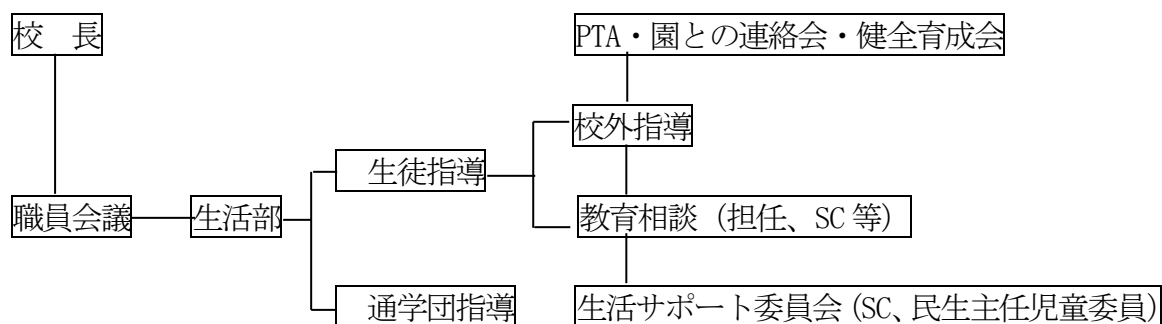 校　長
PTA・園との連絡会・健全育成会
校外指導
生徒指導
職員会議
生活部
教育相談（担任、SC 等）
通学団指導
生活サポート委員会（SC、民生主任児童委員）